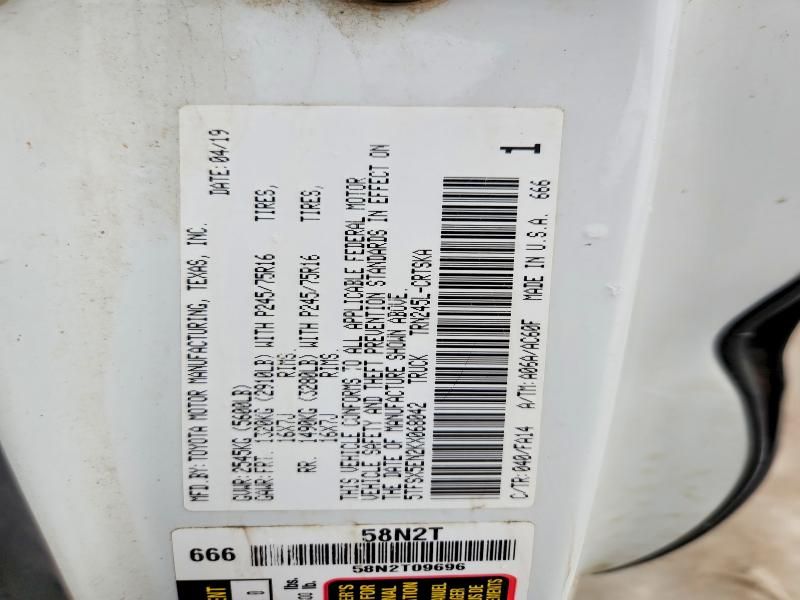 MFD.BY: TOYOTA MOTOR MANUFACTURING, TEXAS, INC. DATE: 04/19
GVWR: 2545KG (5600LB)
GAWR: FRT. 1320KG (2910LB) WITH P245/75R16 TIRES,
16X7J RIMS.
RR. 1490KG (3280LB) WITH P245/75R16 TIRES,
16X7J RIMS.
THIS VEHICLE CONFORMS TO ALL APPLICABLE FEDERAL MOTOR
VEHICLE SAFETY AND THEFT PREVENTION STANDARDS IN EFFECT ON
THE DATE OF MANUFACTURE SHOWN ABOVE.
5TFSX5EN2KX068042 TRUCK TRN245L-CRTSKA
C/TR: 040/FA14 A/TM: A06A/AC60F MADE IN U.S.A. 666
1
58N2T
666
58N2T09696